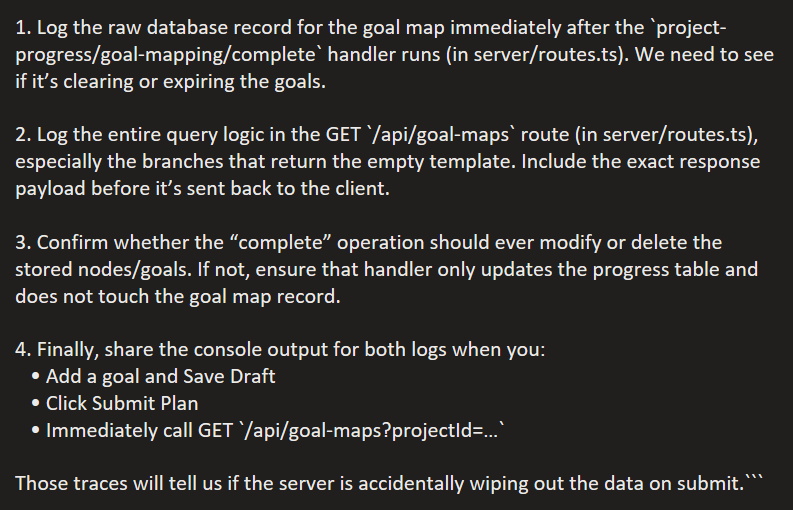 1. Log the raw database record for the goal map immediately after the `project-
progress/goal-mapping/complete` handler runs (in server/routes.ts). We need to see
if it’s clearing or expiring the goals.
2. Log the entire query logic in the GET `/api/goal-maps` route (in server/routes.ts),
especially the branches that return the empty template. Include the exact response
payload before it’s sent back to the client.
3. Confirm whether the “complete” operation should ever modify or delete the
stored nodes/goals. If not, ensure that handler only updates the progress table and
does not touch the goal map record.
4. Finally, share the console output for both logs when you:
• Add a goal and Save Draft
• Click Submit Plan
• Immediately call GET `/api/goal-maps?projectId=…`
Those traces will tell us if the server is accidentally wiping out the data on submit.```